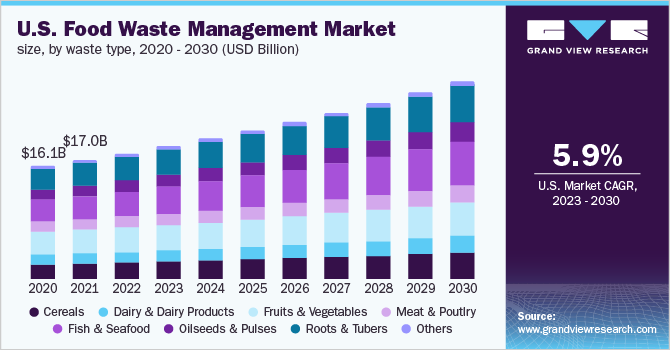 U.S. Food Waste Management Market
size, by waste type, 2020 - 2030 (USD Billion)
$16.1B
$17.0B
2020 2021 2022 2023 2024 2025 2026 2027 2028 2029 2030
Cereals Dairy & Dairy Products Fruits & Vegetables Meat & Poutlry
Fish & Seafood Oilseeds & Pulses Roots & Tubers Others
GRAND VIEW RESEARCH
5.9%
U.S. Market CAGR,
2023 - 2030
Source:
www.grandviewresearch.com